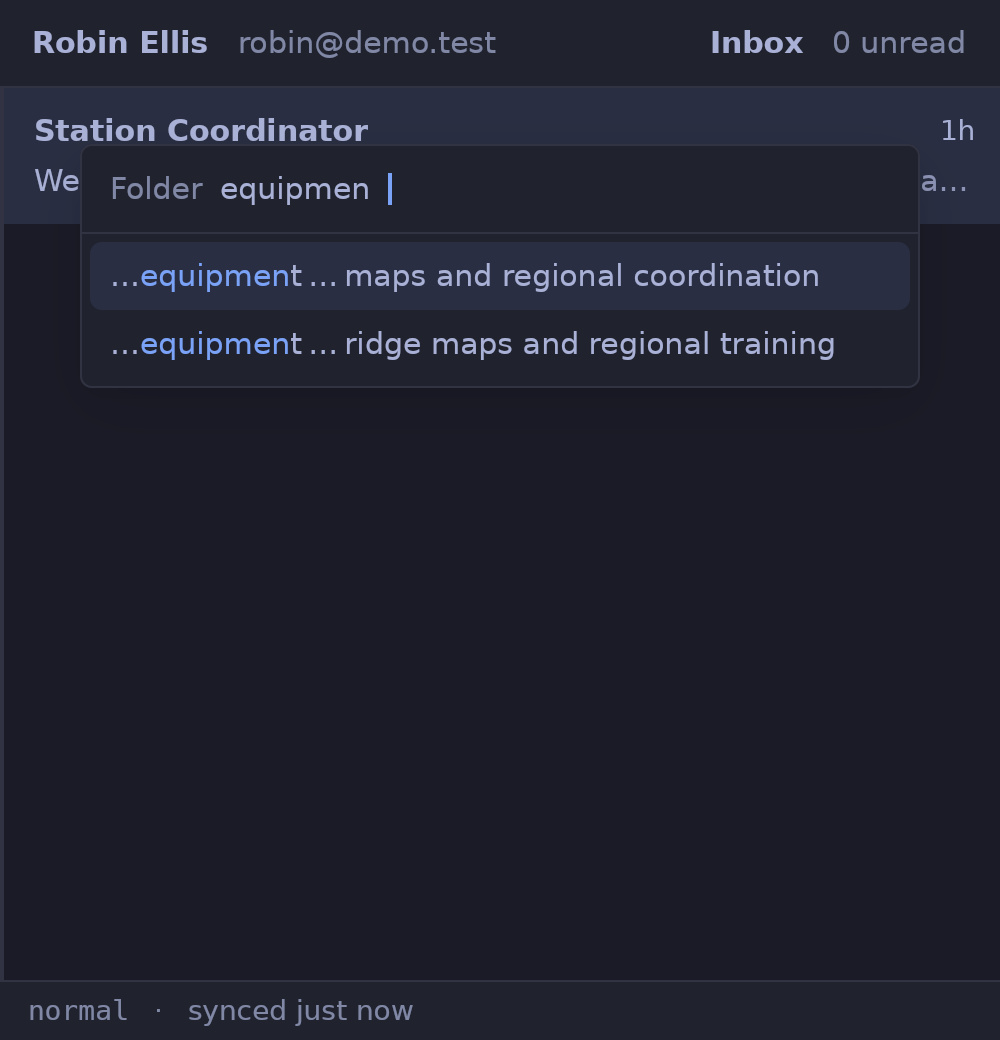 Robin Ellis robin@demo.test Inbox 0 unread
Station Coordinator 1h
We a…
Folder equipmen
…equipment … maps and regional coordination
…equipment … ridge maps and regional training
normal · synced just now